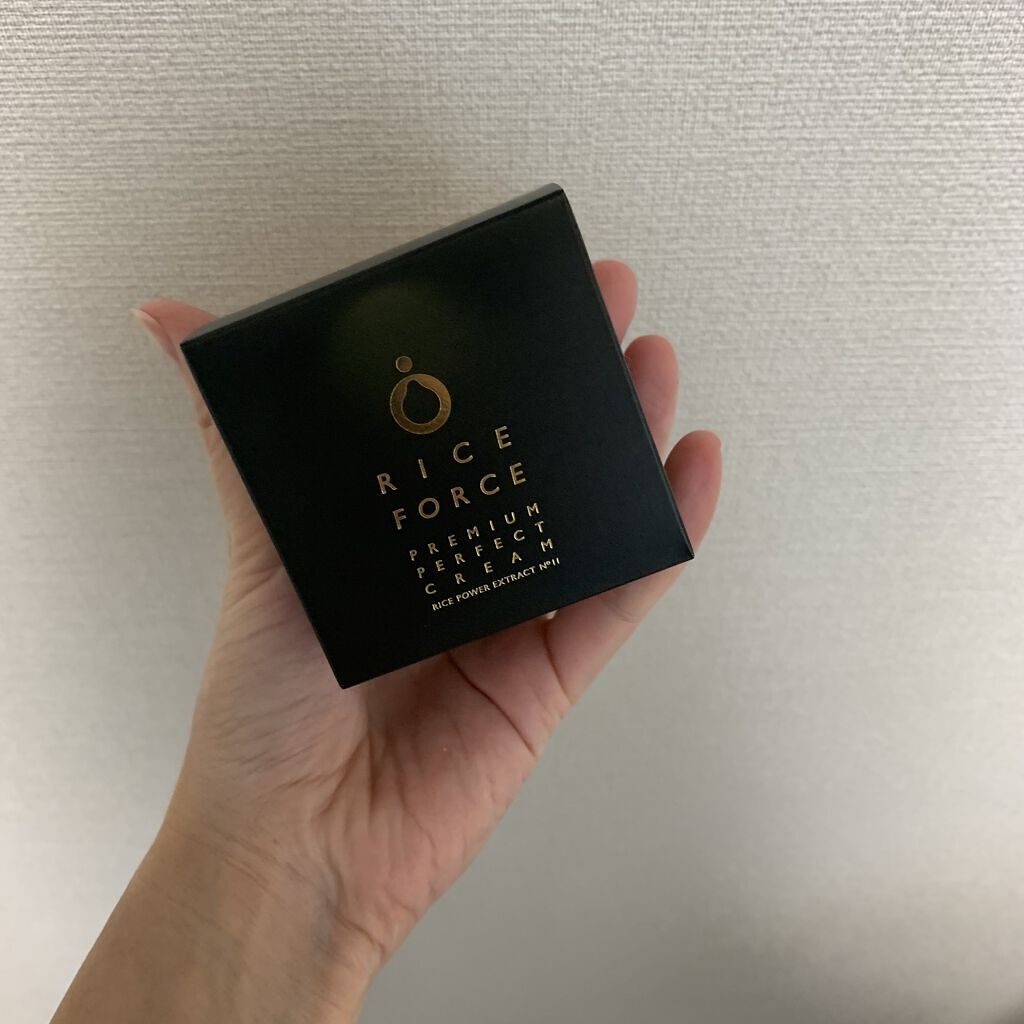 RICE
FORCE
PREMIUM
PERFECT
CREAM
RICE POWER EXTRACT Nº11